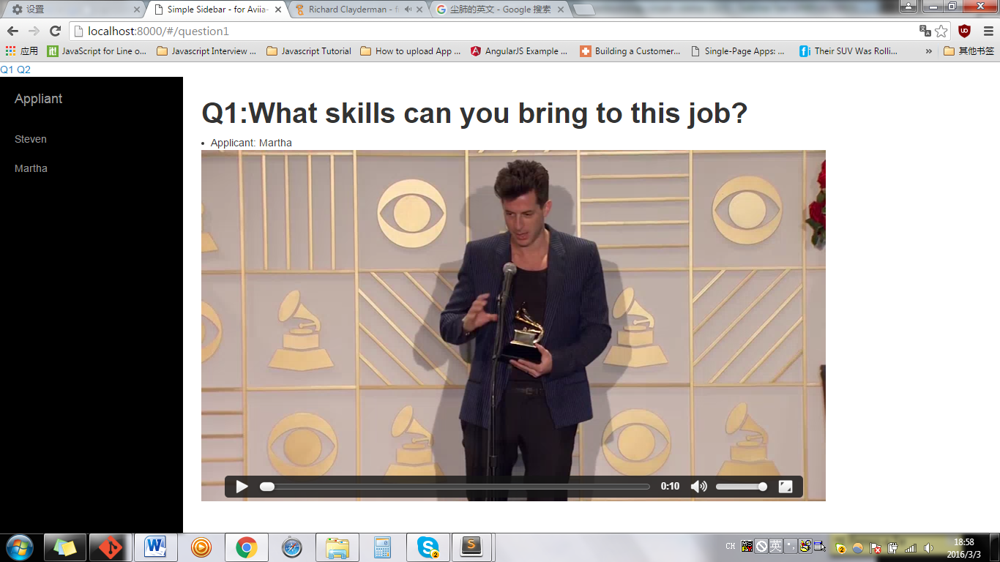 设置
Simple Sidebar - for Aviia-
Richard Clayderman - f
尘肺的英文 - Google 搜索
localhost:8000/#/question1
应用
JavaScript for Line o...
Javascript Interview ...
Javascript Tutorial
How to upload App ...
AngularJS Example ...
Building a Customer...
Single-Page Apps: ...
Their SUV Was Rolli...
»
其他书签
Q1 Q2
Appliant
Steven
Martha
Q1:What skills can you bring to this job?
• Applicant: Martha
0:10
CH
英
18:58
2016/3/3